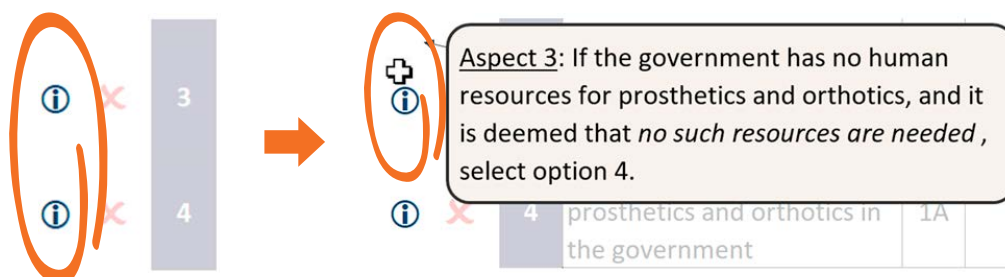 3
4
Aspect 3: If the government has no human
resources for prosthetics and orthotics, and it
is deemed that no such resources are needed,
select option 4.
4 prosthetics and orthotics in 1A
the government